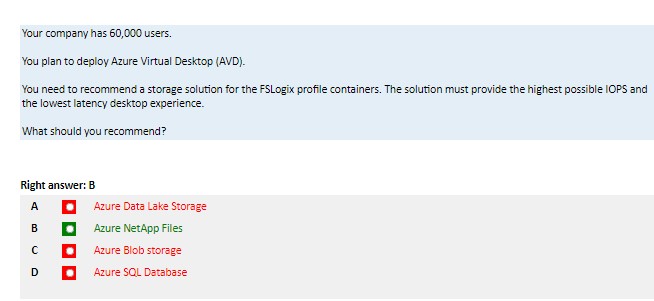 Your company has 60,000 users.
You plan to deploy Azure Virtual Desktop (AVD).
You need to recommend a storage solution for the FSLogix profile containers. The solution must provide the highest possible IOPS and
the lowest latency desktop experience.
What should you recommend?
Right answer: B
A Azure Data Lake Storage
B Azure NetApp Files
C Azure Blob storage
D Azure SQL Database